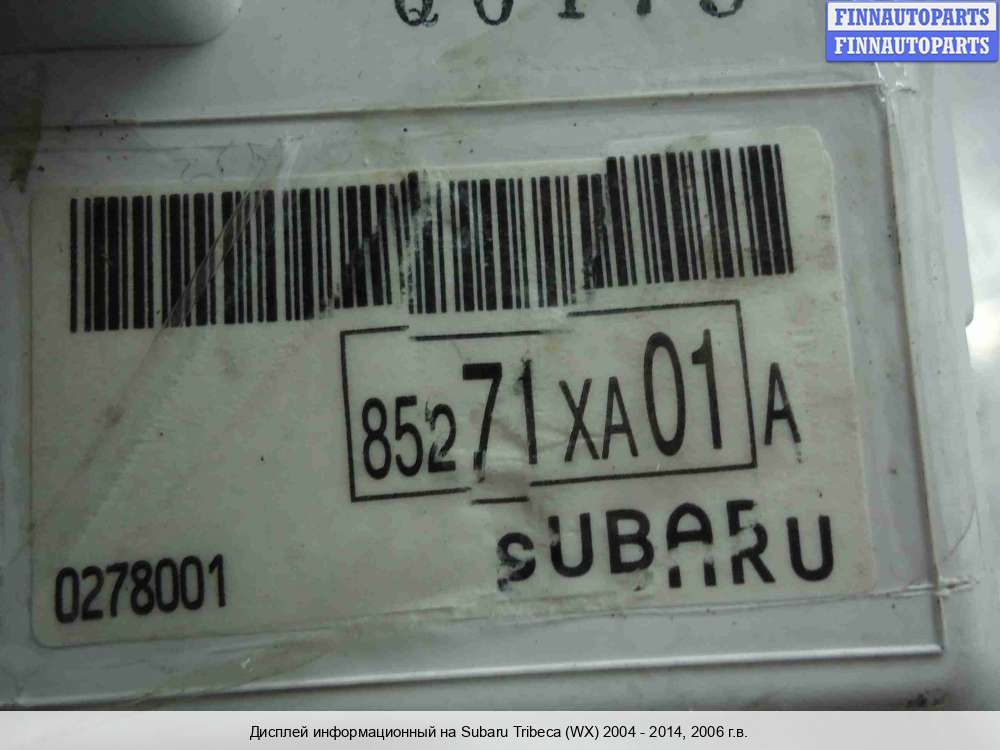 FINNAUTOPARTS
FINNAUTOPARTS
85271XA01A
SUBARU
0278001
Дисплей информационный на Subaru Tribeca (WX) 2004 - 2014, 2006 г.в.